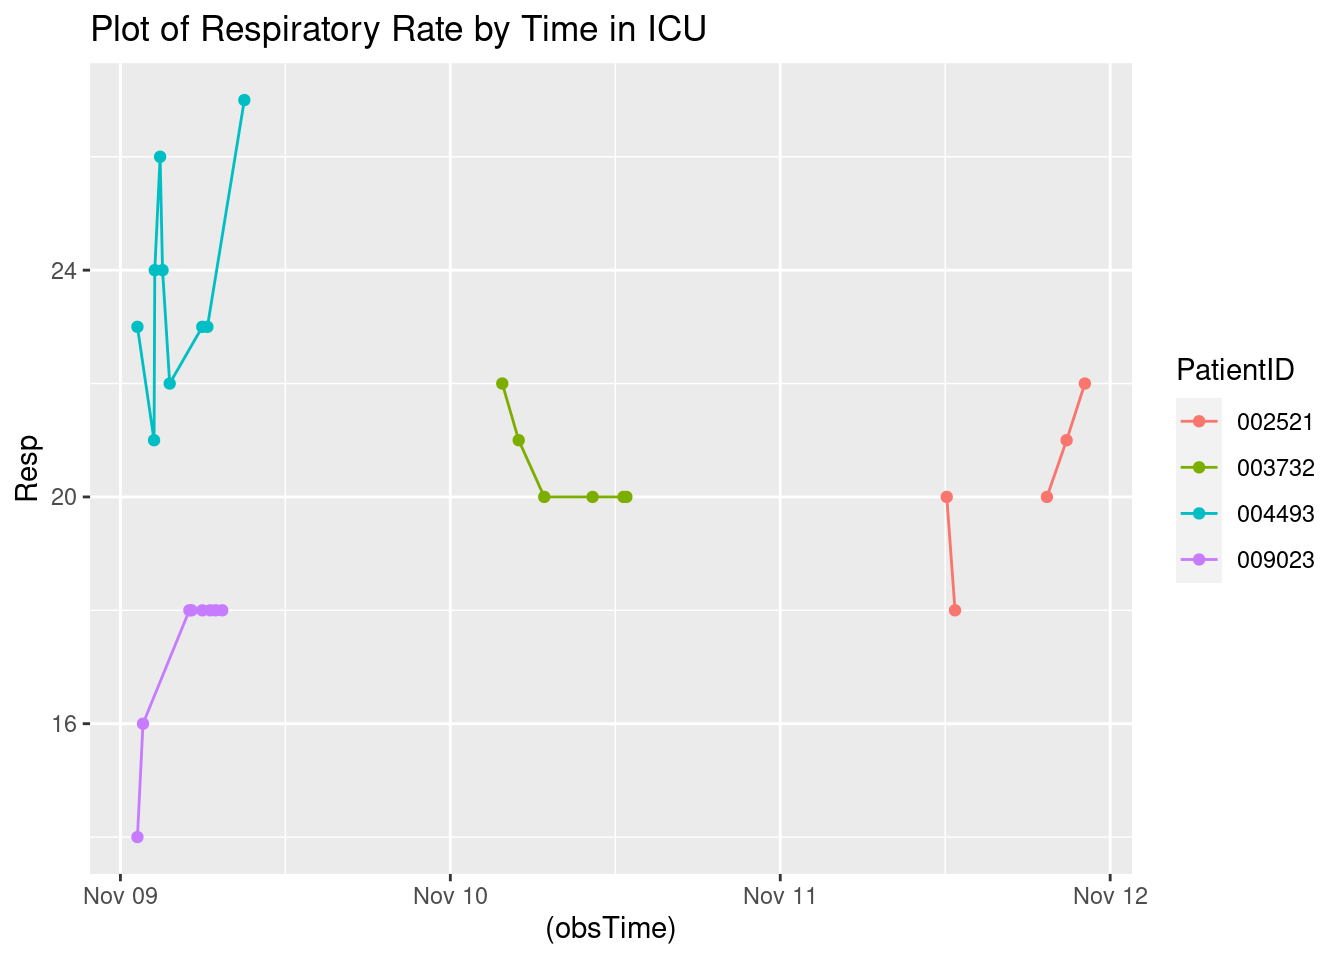 Plot of Respiratory Rate by Time in ICU
Resp
24
20
16
Nov 09
Nov 10
Nov 11
Nov 12
(obsTime)
PatientID
002521
003732
004493
009023